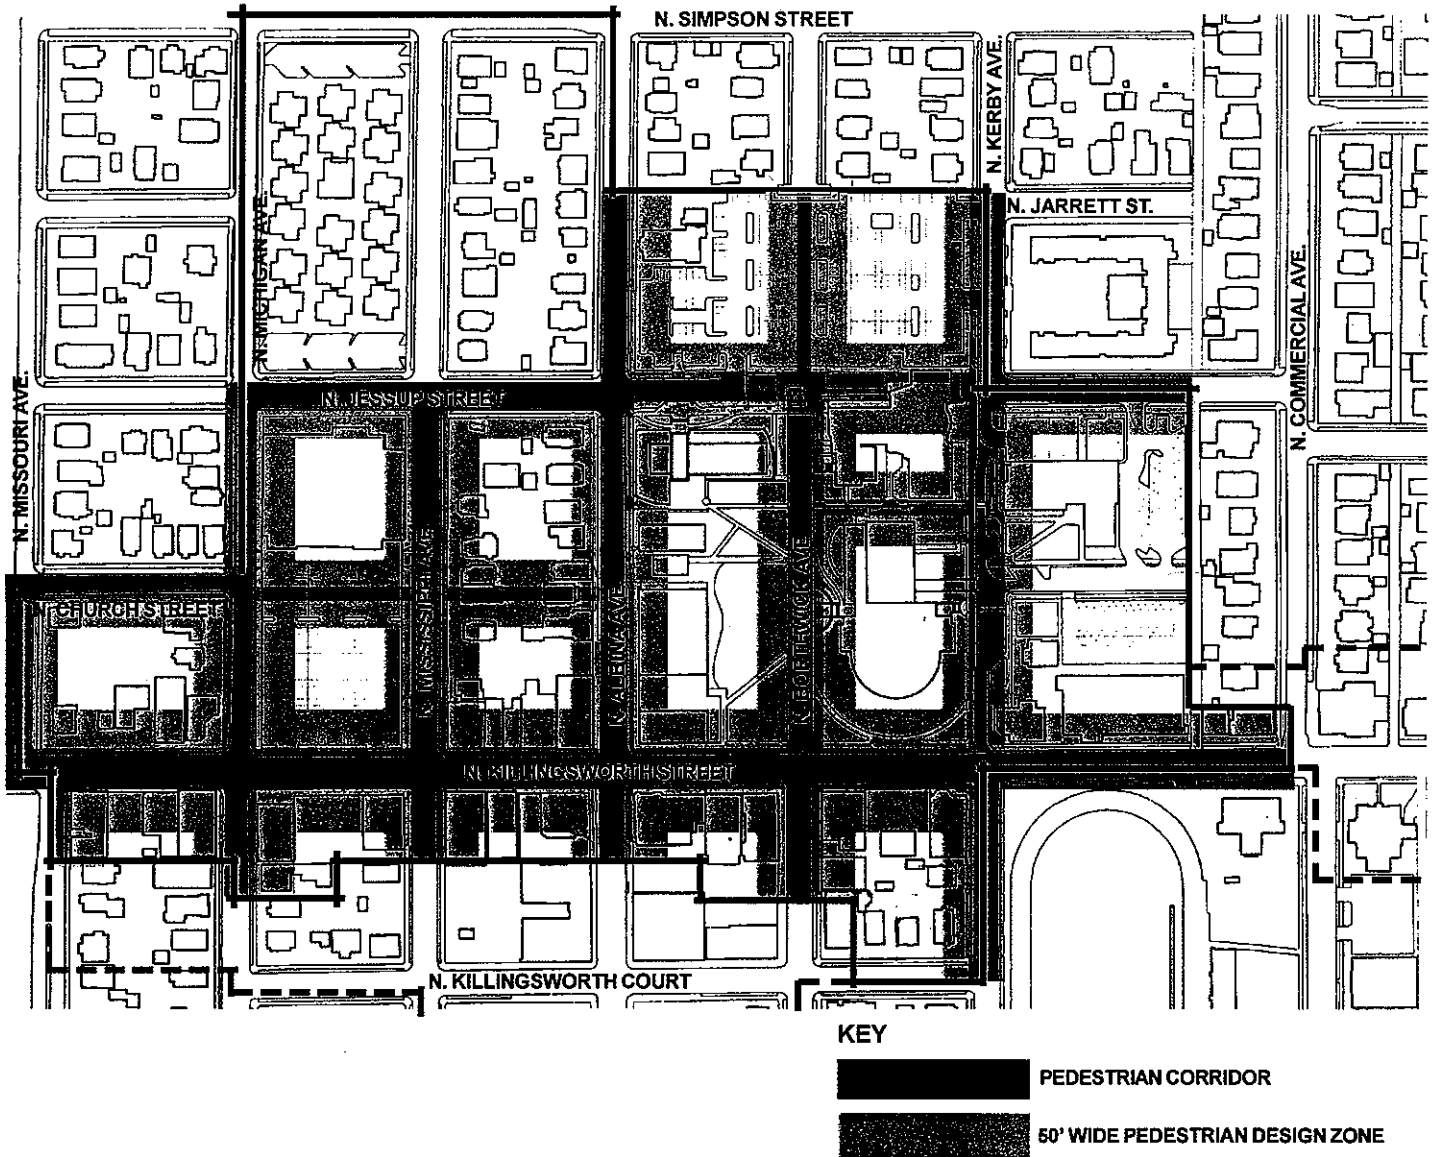 N. SIMPSON STREET
N. KERBY AVE.
N. JARRETT ST.
N. MICHIGAN AVE.
N. COMMERCIAL AVE.
N. MISSOURI AVE.
N. JESSUP STREET
N. CHURCH STREET
N. MISSISSIPPI AVE.
N. ALBINA AVE.
N. BORTHWICK AVE.
N. KILLINGSWORTH STREET
N. KILLINGSWORTH COURT
KEY
PEDESTRIAN CORRIDOR
50' WIDE PEDESTRIAN DESIGN ZONE